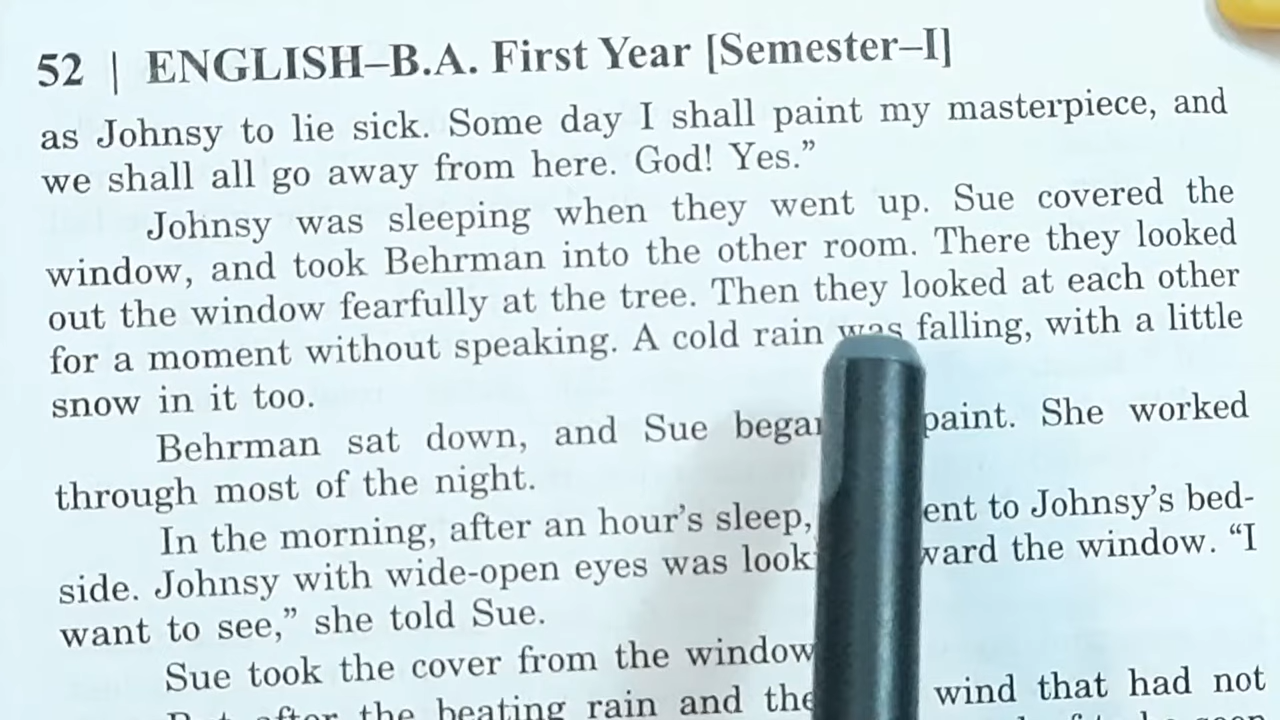 52 | ENGLISH–B.A. First Year [Semester–I]
as Johnsy to lie sick. Some day I shall paint my masterpiece, and
we shall all go away from here. God! Yes.”
Johnsy was sleeping when they went up. Sue covered the
window, and took Behrman into the other room. There they looked
out the window fearfully at the tree. Then they looked at each other
for a moment without speaking. A cold rain was falling, with a little
snow in it too.
Behrman sat down, and Sue paint. She worked
through most of the night.
In the morning, after an hour’s sleep, to Johnsy’s bed-
side. Johnsy with wide-open eyes was the window. “I
want to see,” she told Sue.
Sue took the cover from the window
after the beating rain and the wind that had not